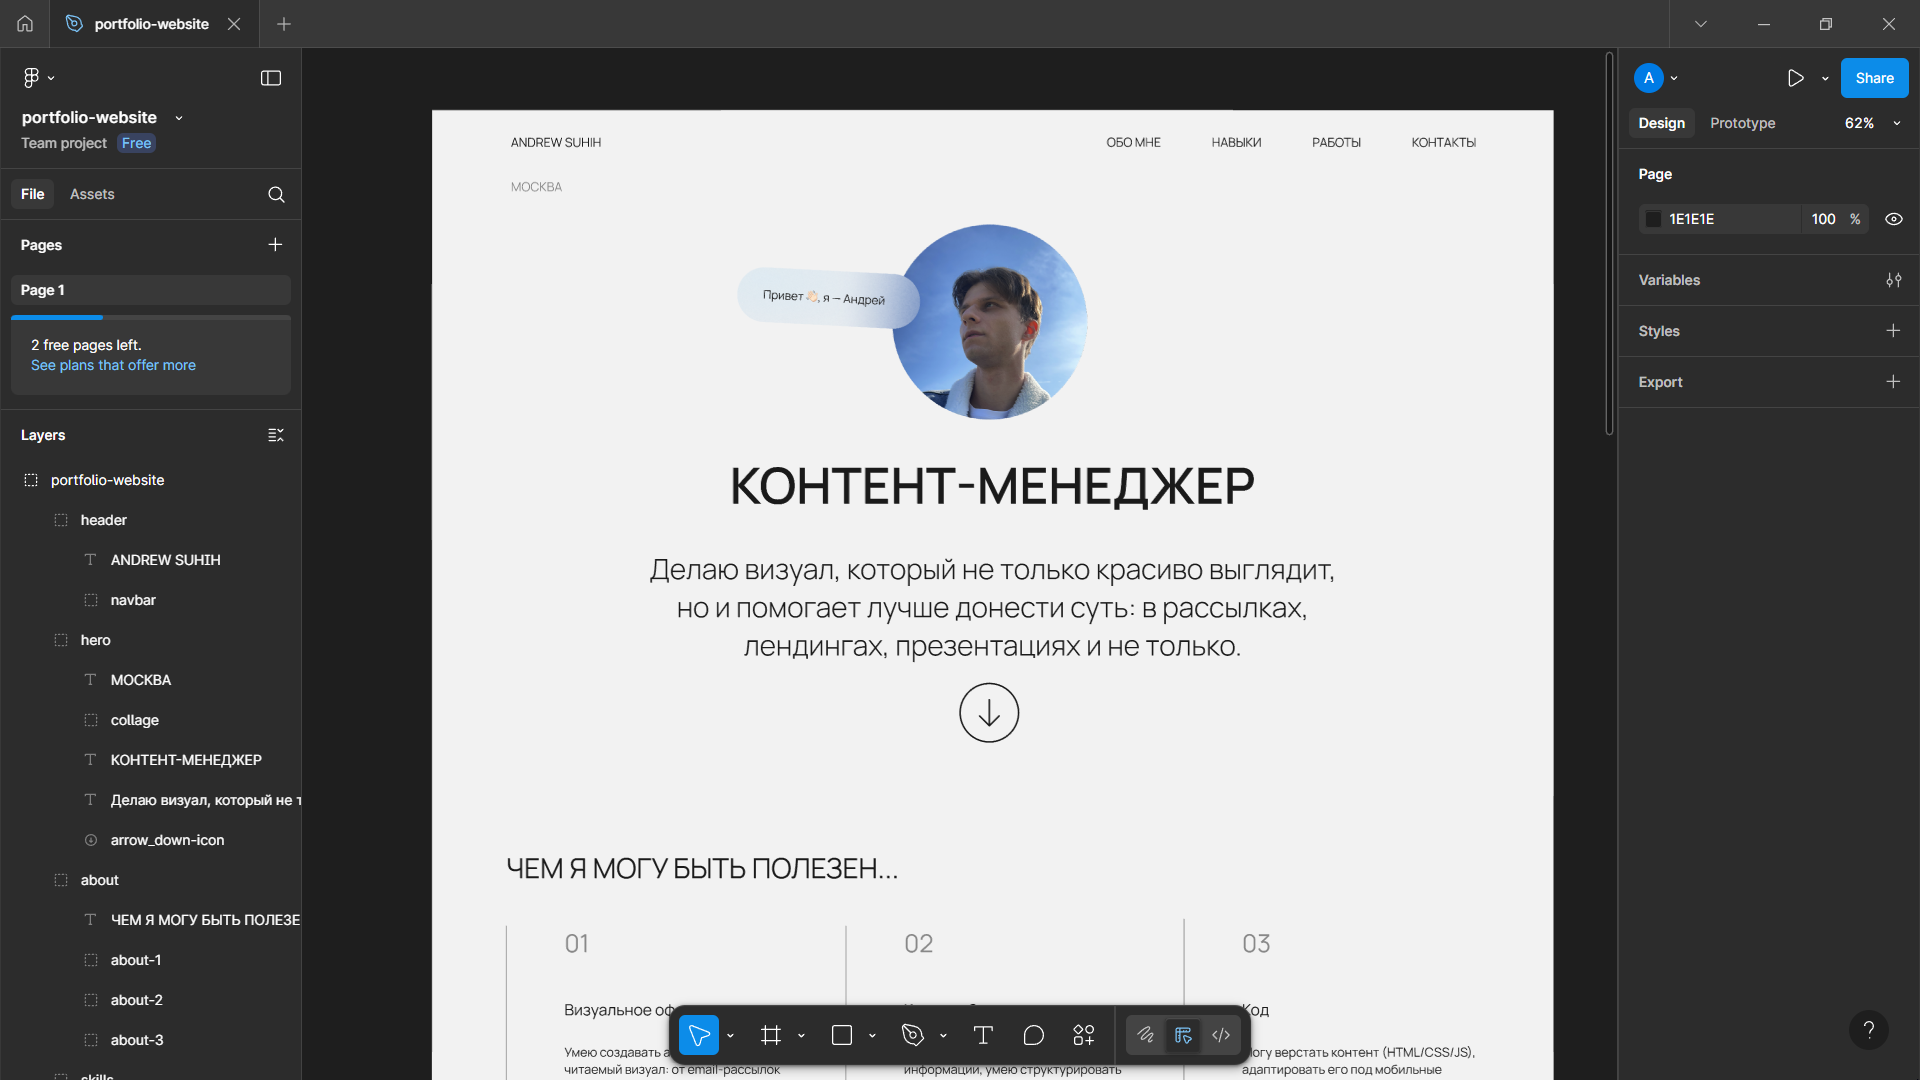 portfolio-website
portfolio-website
Team project Free
File Assets
Pages
Page 1
2 free pages left.
See plans that offer more
Layers
portfolio-website
header
ANDREW SUHIH
navbar
hero
МОСКВА
collage
КОНТЕНТ-МЕНЕДЖЕР
Делаю визуал, который не т
arrow_down-icon
about
ЧЕМ Я МОГУ БЫТЬ ПОЛЕЗЕ
about-1
about-2
about-3
skills
ANDREW SUHIH ОБО МНЕ НАВЫКИ РАБОТЫ КОНТАКТЫ
МОСКВА
Привет👋🏻, я — Андрей
КОНТЕНТ-МЕНЕДЖЕР
Делаю визуал, который не только красиво выглядит,
но и помогает лучше донести суть: в рассылках,
лендингах, презентациях и не только.
ЧЕМ Я МОГУ БЫТЬ ПОЛЕЗЕН...
01 02 03
Визуальное оф Код
Умею создавать а могу верстать контент (HTML/CSS/JS),
читаемый визуал: от email-рассылок информации, умею структурировать адаптировать его под мобильные
A Share
Design Prototype 62%
Page
1E1E1E 100 %
Variables
Styles
Export
?